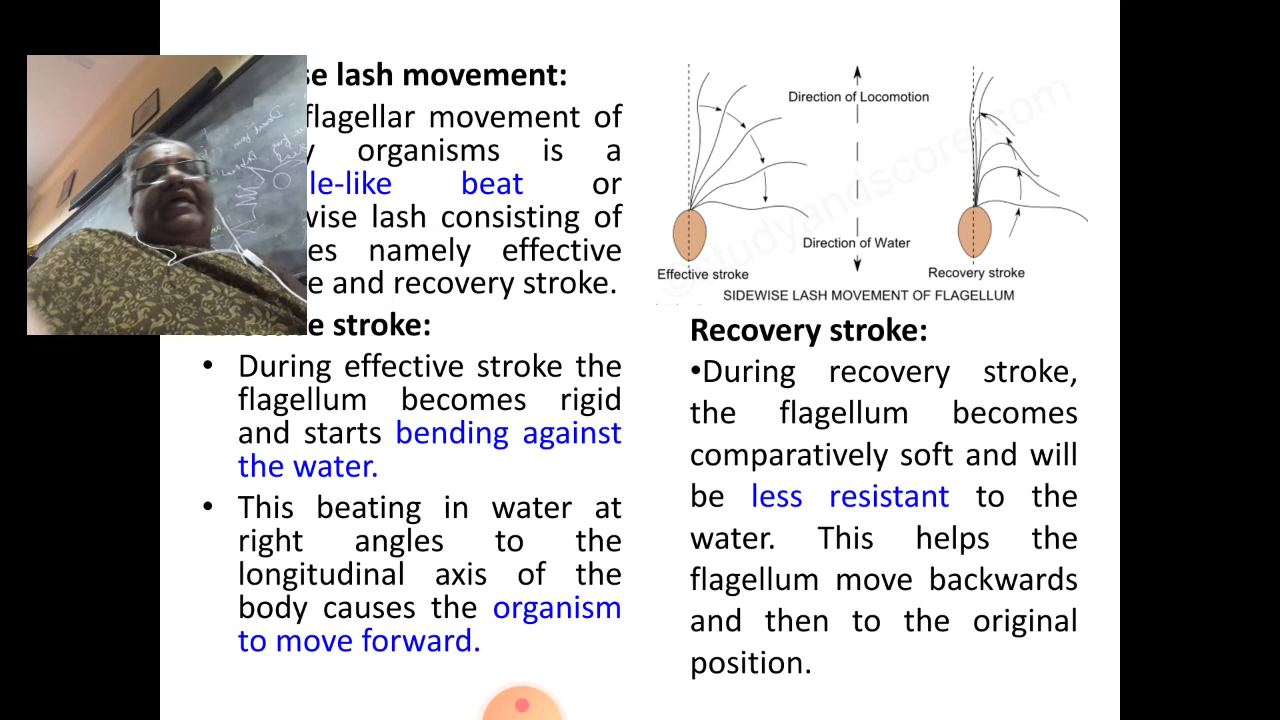 se lash movement:
flagellar movement of
y organisms is a
le-like beat or
wise lash consisting of
es namely effective
e and recovery stroke.
e stroke:
• During effective stroke the
flagellum becomes rigid
and starts bending against
the water.
• This beating in water at
right angles to the
longitudinal axis of the
body causes the organism
to move forward.
Direction of Locomotion
Direction of Water
Effective stroke
Recovery stroke
SIDEWISE LASH MOVEMENT OF FLAGELLUM
©studyandscore.com
Recovery stroke:
•During recovery stroke,
the flagellum becomes
comparatively soft and will
be less resistant to the
water. This helps the
flagellum move backwards
and then to the original
position.